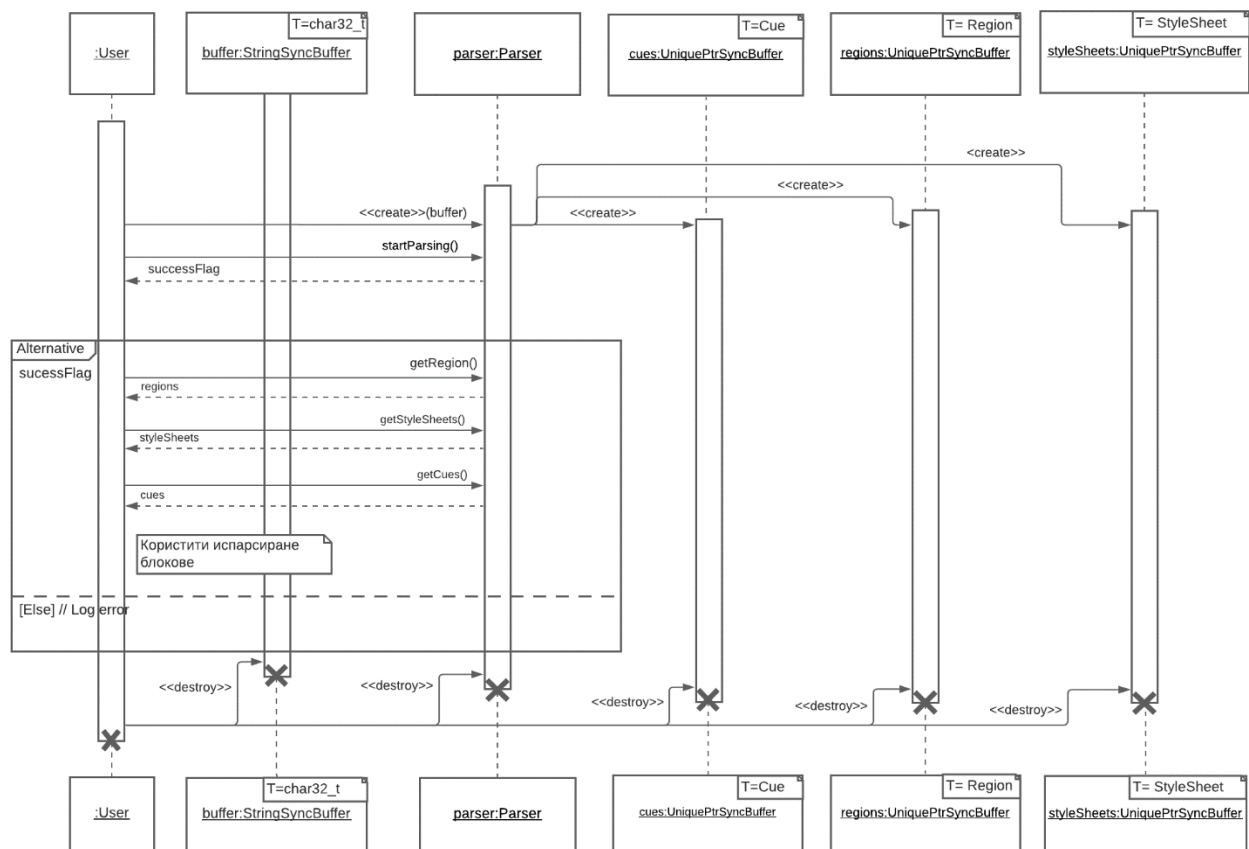 T=char32_t
T=Cue
T= Region
T= StyleSheet
:User
buffer:StringSyncBuffer
parser:Parser
cues:UniquePtrSyncBuffer
regions:UniquePtrSyncBuffer
styleSheets:UniquePtrSyncBuffer
<create>>
<<create>>
<<create>>(buffer)
<<create>>
startParsing()
successFlag
Alternative
sucessFlag
getRegion()
regions
getStyleSheets()
styleSheets
getCues()
cues
Користити испарсиране
блокове
[Else] // Log error
<<destroy>>
<<destroy>>
<<destroy>>
<<destroy>>
<<destroy>>
T=char32_t
T=Cue
T= Region
T= StyleSheet
:User
buffer:StringSyncBuffer
parser:Parser
cues:UniquePtrSyncBuffer
regions:UniquePtrSyncBuffer
styleSheets:UniquePtrSyncBuffer